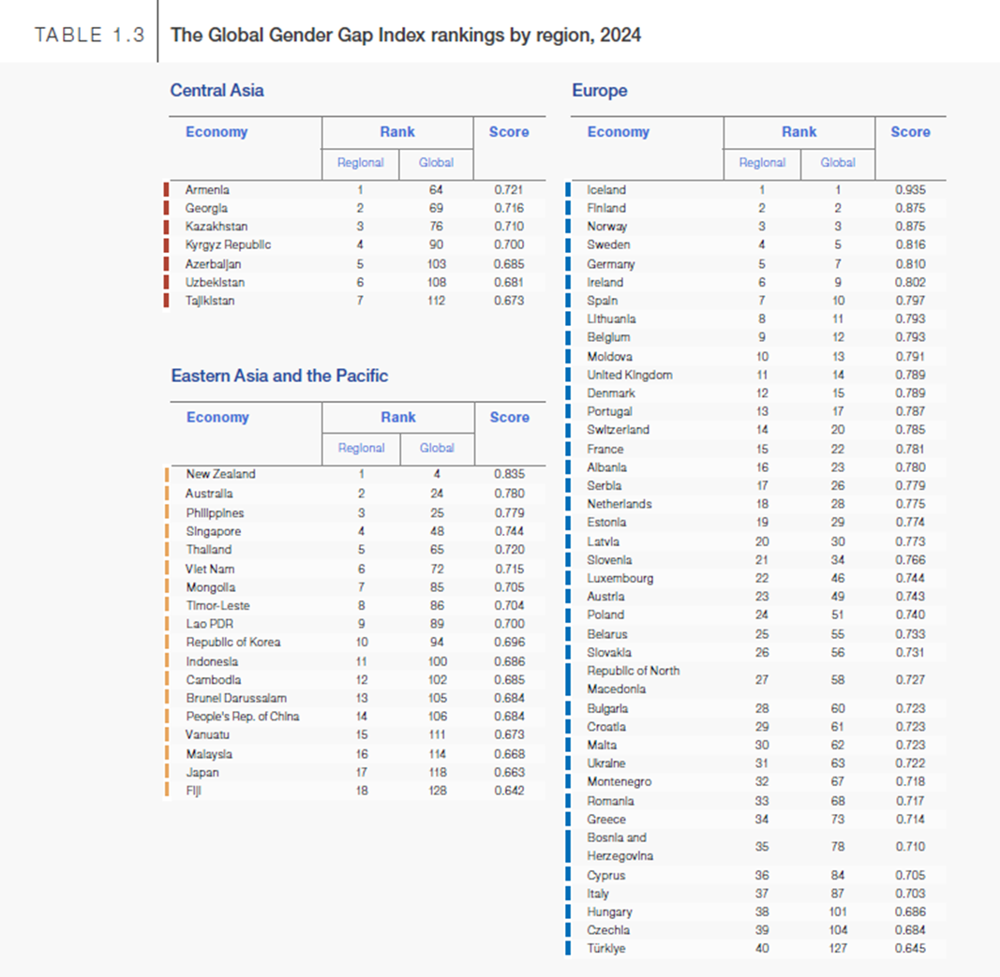 TABLE 1.3
The Global Gender Gap Index rankings by region, 2024
Central Asia
Economy Rank Score
Regional Global
Armenia 1 64 0.721
Georgia 2 69 0.716
Kazakhstan 3 76 0.710
Kyrgyz Republic 4 90 0.700
Azerbaijan 5 103 0.685
Uzbekistan 6 108 0.681
Tajikistan 7 112 0.673
Eastern Asia and the Pacific
Economy Rank Score
Regional Global
New Zealand 1 4 0.835
Australia 2 24 0.780
Philippines 3 25 0.779
Singapore 4 48 0.744
Thailand 5 65 0.720
Viet Nam 6 72 0.715
Mongolia 7 85 0.705
Timor-Leste 8 86 0.704
Lao PDR 9 89 0.700
Republic of Korea 10 94 0.696
Indonesia 11 100 0.686
Cambodia 12 102 0.685
Brunei Darussalam 13 105 0.684
People's Rep. of China 14 106 0.684
Vanuatu 15 111 0.673
Malaysia 16 114 0.668
Japan 17 118 0.663
Fiji 18 128 0.642
Europe
Economy Rank Score
Regional Global
Iceland 1 1 0.935
Finland 2 2 0.875
Norway 3 3 0.875
Sweden 4 5 0.816
Germany 5 7 0.810
Ireland 6 9 0.802
Spain 7 10 0.797
Lithuania 8 11 0.793
Belgium 9 12 0.793
Moldova 10 13 0.791
United Kingdom 11 14 0.789
Denmark 12 15 0.789
Portugal 13 17 0.787
Switzerland 14 20 0.785
France 15 22 0.781
Albania 16 23 0.780
Serbia 17 26 0.779
Netherlands 18 28 0.775
Estonia 19 29 0.774
Latvia 20 30 0.773
Slovenia 21 34 0.766
Luxembourg 22 46 0.744
Austria 23 49 0.743
Poland 24 51 0.740
Belarus 25 55 0.733
Slovakia 26 56 0.731
Republic of North
Macedonia 27 58 0.727
Bulgaria 28 60 0.723
Croatia 29 61 0.723
Malta 30 62 0.723
Ukraine 31 63 0.722
Montenegro 32 67 0.718
Romania 33 68 0.717
Greece 34 73 0.714
Bosnia and
Herzegovina 35 78 0.710
Cyprus 36 84 0.705
Italy 37 87 0.703
Hungary 38 101 0.686
Czechia 39 104 0.684
Türkiye 40 127 0.645